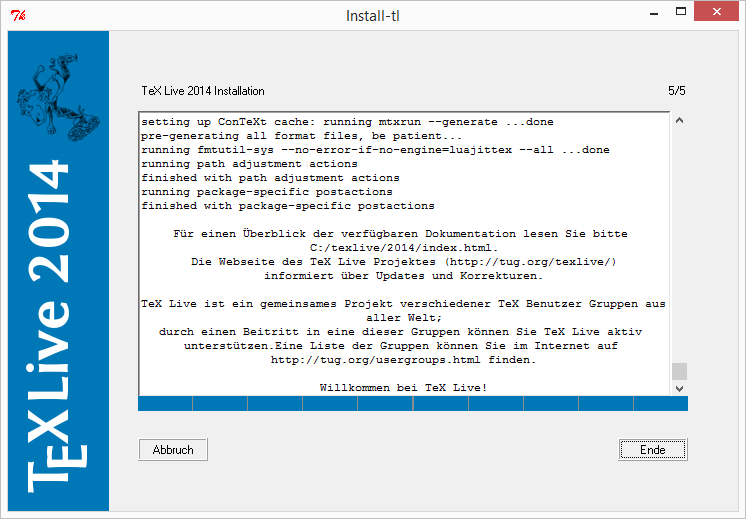 Install-tl
TeX Live 2014
TeX Live 2014 Installation 5/5
setting up ConTeXt cache: running mtxrun --generate ...done
pre-generating all format files, be patient...
running fmtutil-sys --no-error-if-no-engine=luajittex --all ...done
running path adjustment actions
finished with path adjustment actions
running package-specific postactions
finished with package-specific postactions
Für einen Überblick der verfügbaren Dokumentation lesen Sie bitte
C:/texlive/2014/index.html.
Die Webseite des TeX Live Projektes (http://tug.org/texlive/)
informiert über Updates und Korrekturen.
TeX Live ist ein gemeinsames Projekt verschiedener TeX Benutzer Gruppen aus
aller Welt;
durch einen Beitritt in eine dieser Gruppen können Sie TeX Live aktiv
unterstützen.Eine Liste der Gruppen können Sie im Internet auf
http://tug.org/usergroups.html finden.
Willkommen bei TeX Live!
Abbruch
Ende